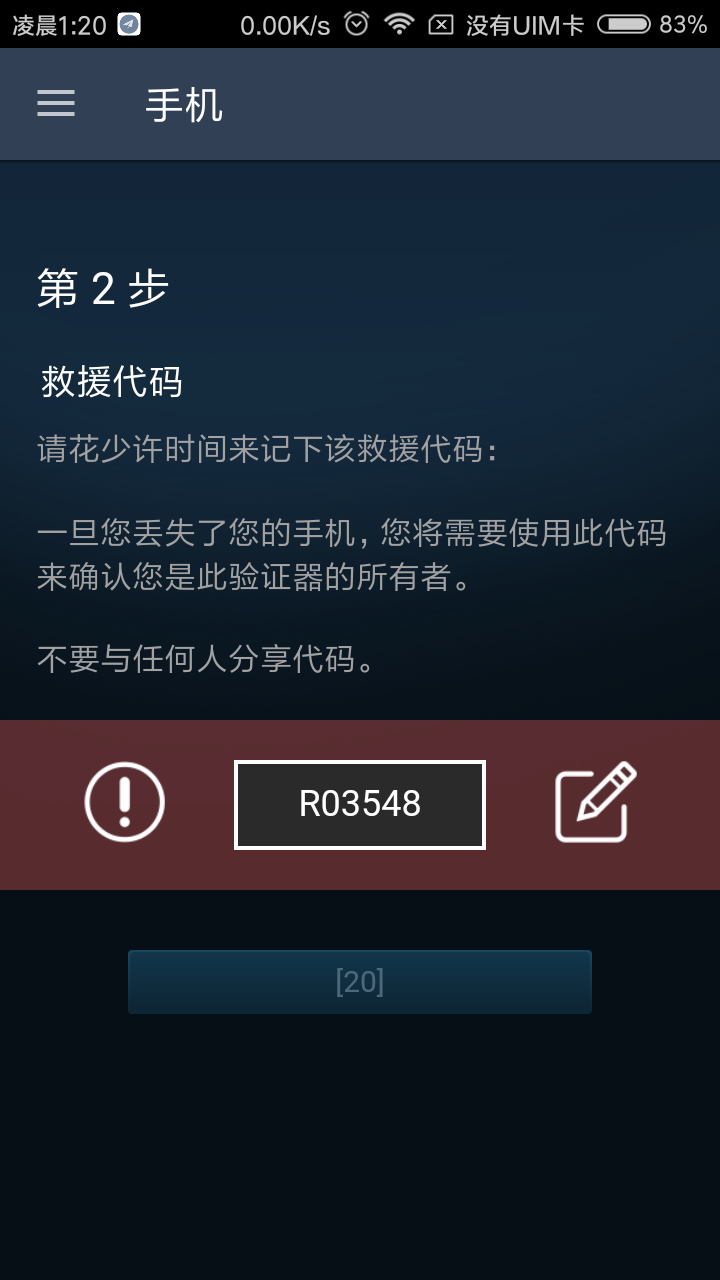 凌晨1:20 0.00K/s 没有UIM卡 83%
手机
第 2 步
救援代码
请花少许时间来记下该救援代码：
一旦您丢失了您的手机，您将需要使用此代码
来确认您是此验证器的所有者。
不要与任何人分享代码。
R03548
[20]